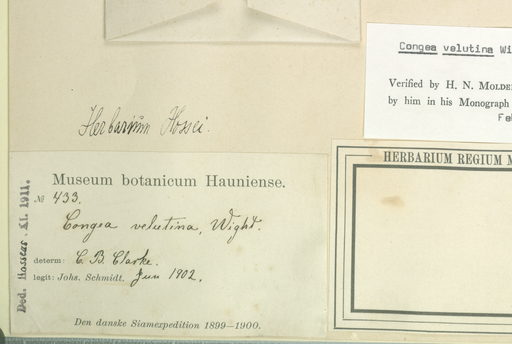 Congea velutina Wi
Verified by H. N. MOLDE
by him in his Monograph
Feb
Herbarium Hossei.
HERBARIUM REGIUM M
Museum botanicum Hauniense.
№ 433.
Congea velutina, Wight.
determ: C. B. Clarke.
legit: Johs. Schmidt. Jan 1902.
Den danske Siamexpedition 1899—1900.
Ded. Hosseus. XI. 1911.